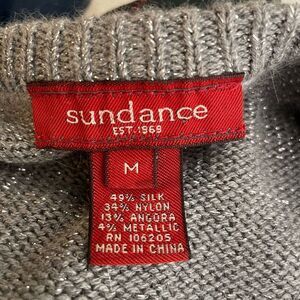 sundance
EST.1969
M
49% SILK
34% NYLON
13% ANGORA
4% METALLIC
RN 106205
MADE IN CHINA